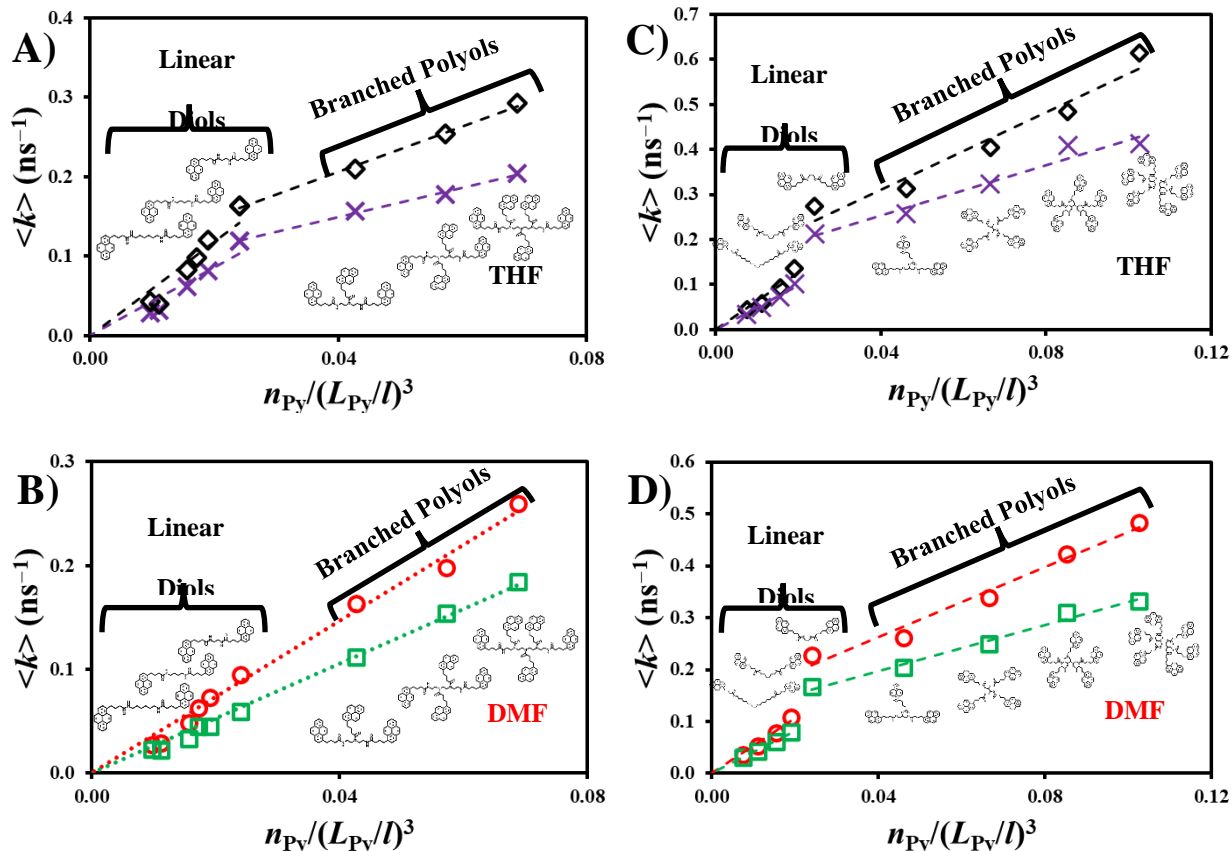 A)
0.4
0.3
0.2
0.1
0.0
<k> (ns⁻¹)
Linear
Diols
Branched Polyols
THF
0.00
0.04
0.08
nPy/(LPy/l)³
C)
0.7
0.6
0.5
0.4
0.3
0.2
0.1
0.0
<k> (ns⁻¹)
Linear
Diols
Branched Polyols
THF
0.00
0.04
0.08
0.12
nPy/(LPy/l)³
B)
0.3
0.2
0.1
0.0
<k> (ns⁻¹)
Linear
Diols
Branched Polyols
DMF
0.00
0.04
0.08
nPy/(LPy/l)³
D)
0.6
0.5
0.4
0.3
0.2
0.1
0.0
<k> (ns⁻¹)
Linear
Diols
Branched Polyols
DMF
0.00
0.04
0.08
0.12
nPy/(LPy/l)³